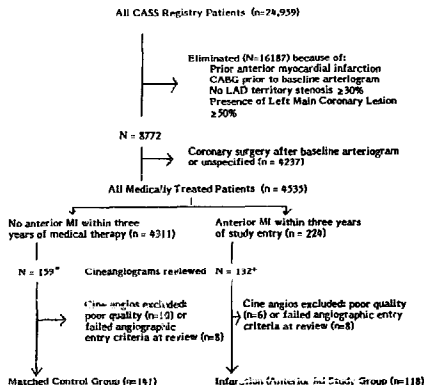 All CASS Registry Patients (n=24,959)
Eliminated (N=16187) because of:
Prior anterior myocardial infarction
CABG prior to baseline arteriogram
No LAD territory stenosis ≥30%
Presence of Left Main Coronary Lesion
≥50%
N = 8772
Coronary surgery after baseline arteriogram
or unspecified (n = 4237)
All Medically Treated Patients (n = 4535)
No anterior MI within three
years of medical therapy (n = 4311)
Anterior MI within three years
of study entry (n = 224)
N = 159* Cineangiograms reviewed N = 132+
Cine angios excluded:
poor quality (n=10) or
failed angiographic
entry criteria at review (n=8)
Cine angios excluded: poor quality
(n=6) or failed angiographic entry
criteria at review (n=8)
Matched Control Group (n=141)
Infarction (Anterior MI) Study Group (n=118)